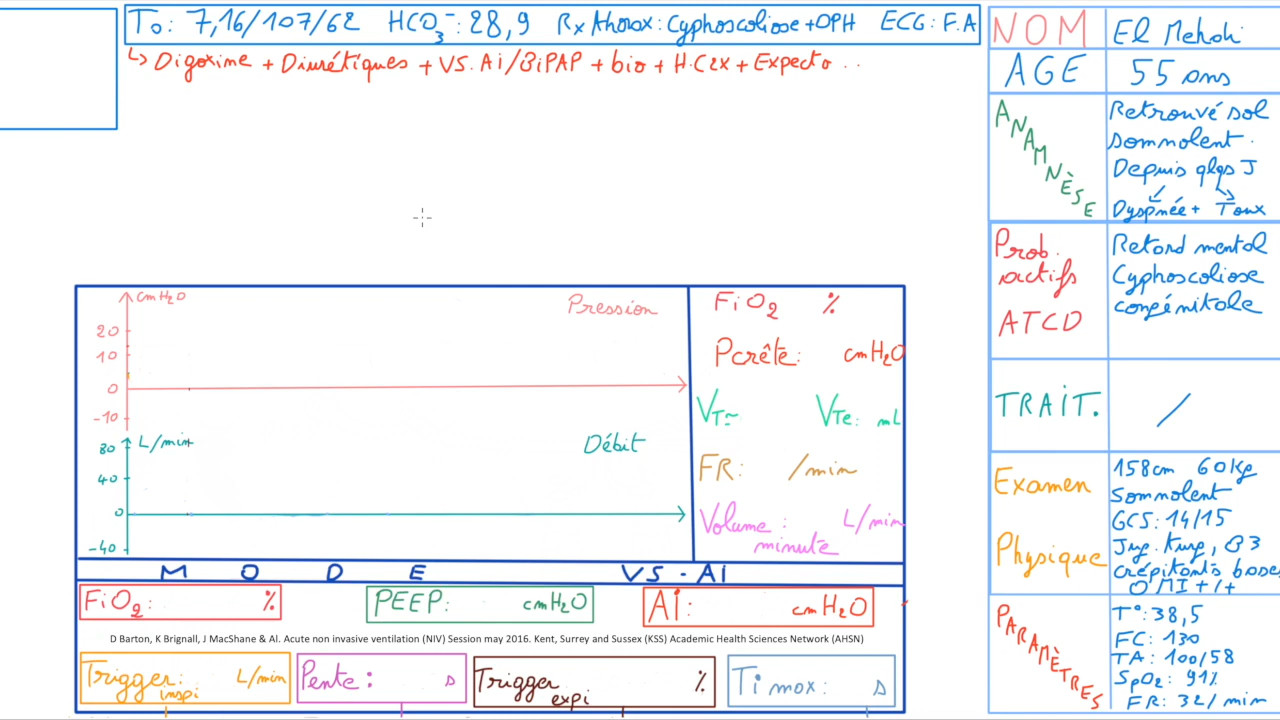 To: 7,16/107/62 HCO3-: 28,9 Rx thorax: Cyphoscoliose + OPH ECG: F.A
↳ Digoxine + Diurétiques + VS.Ai/BiPAP + bio + H.C2x + Expecto ..
cmH2O
Pression
20
10
0
-10
L/min
Débit
80
40
0
-40
FiO2 %
Pcrête: cmH2O
VT~ VTe: mL
FR: /min
Volume : L/min
minute
MODE VS-Ai
FiO2: %
PEEP: cmH2O
Ai: cmH2O
D Barton, K Brignall, J MacShane & Al. Acute non invasive ventilation (NIV) Session may 2016. Kent, Surrey and Sussex (KSS) Academic Health Sciences Network (AHSN)
Trigger: L/min
inspi
Pente: s
Trigger %
expi
Ti max: s
NOM El Mehdi
AGE 55 ans
ANAMNÈSE
Retrouvé sol
somnolent.
Depuis qlqs J
Dyspnée + Toux
Prob.
actifs
ATCD
Retard mental
Cyphoscoliose
congénitale
TRAIT. /
Examen
Physique
158cm 60kg
Somnolent
GCS: 14/15
Jug. Turg, B3
crépitants bases
OMI +/+
PARAMÈTRES
T°: 38,5
FC: 130
TA: 100/58
SpO2: 91%
FR: 32/min